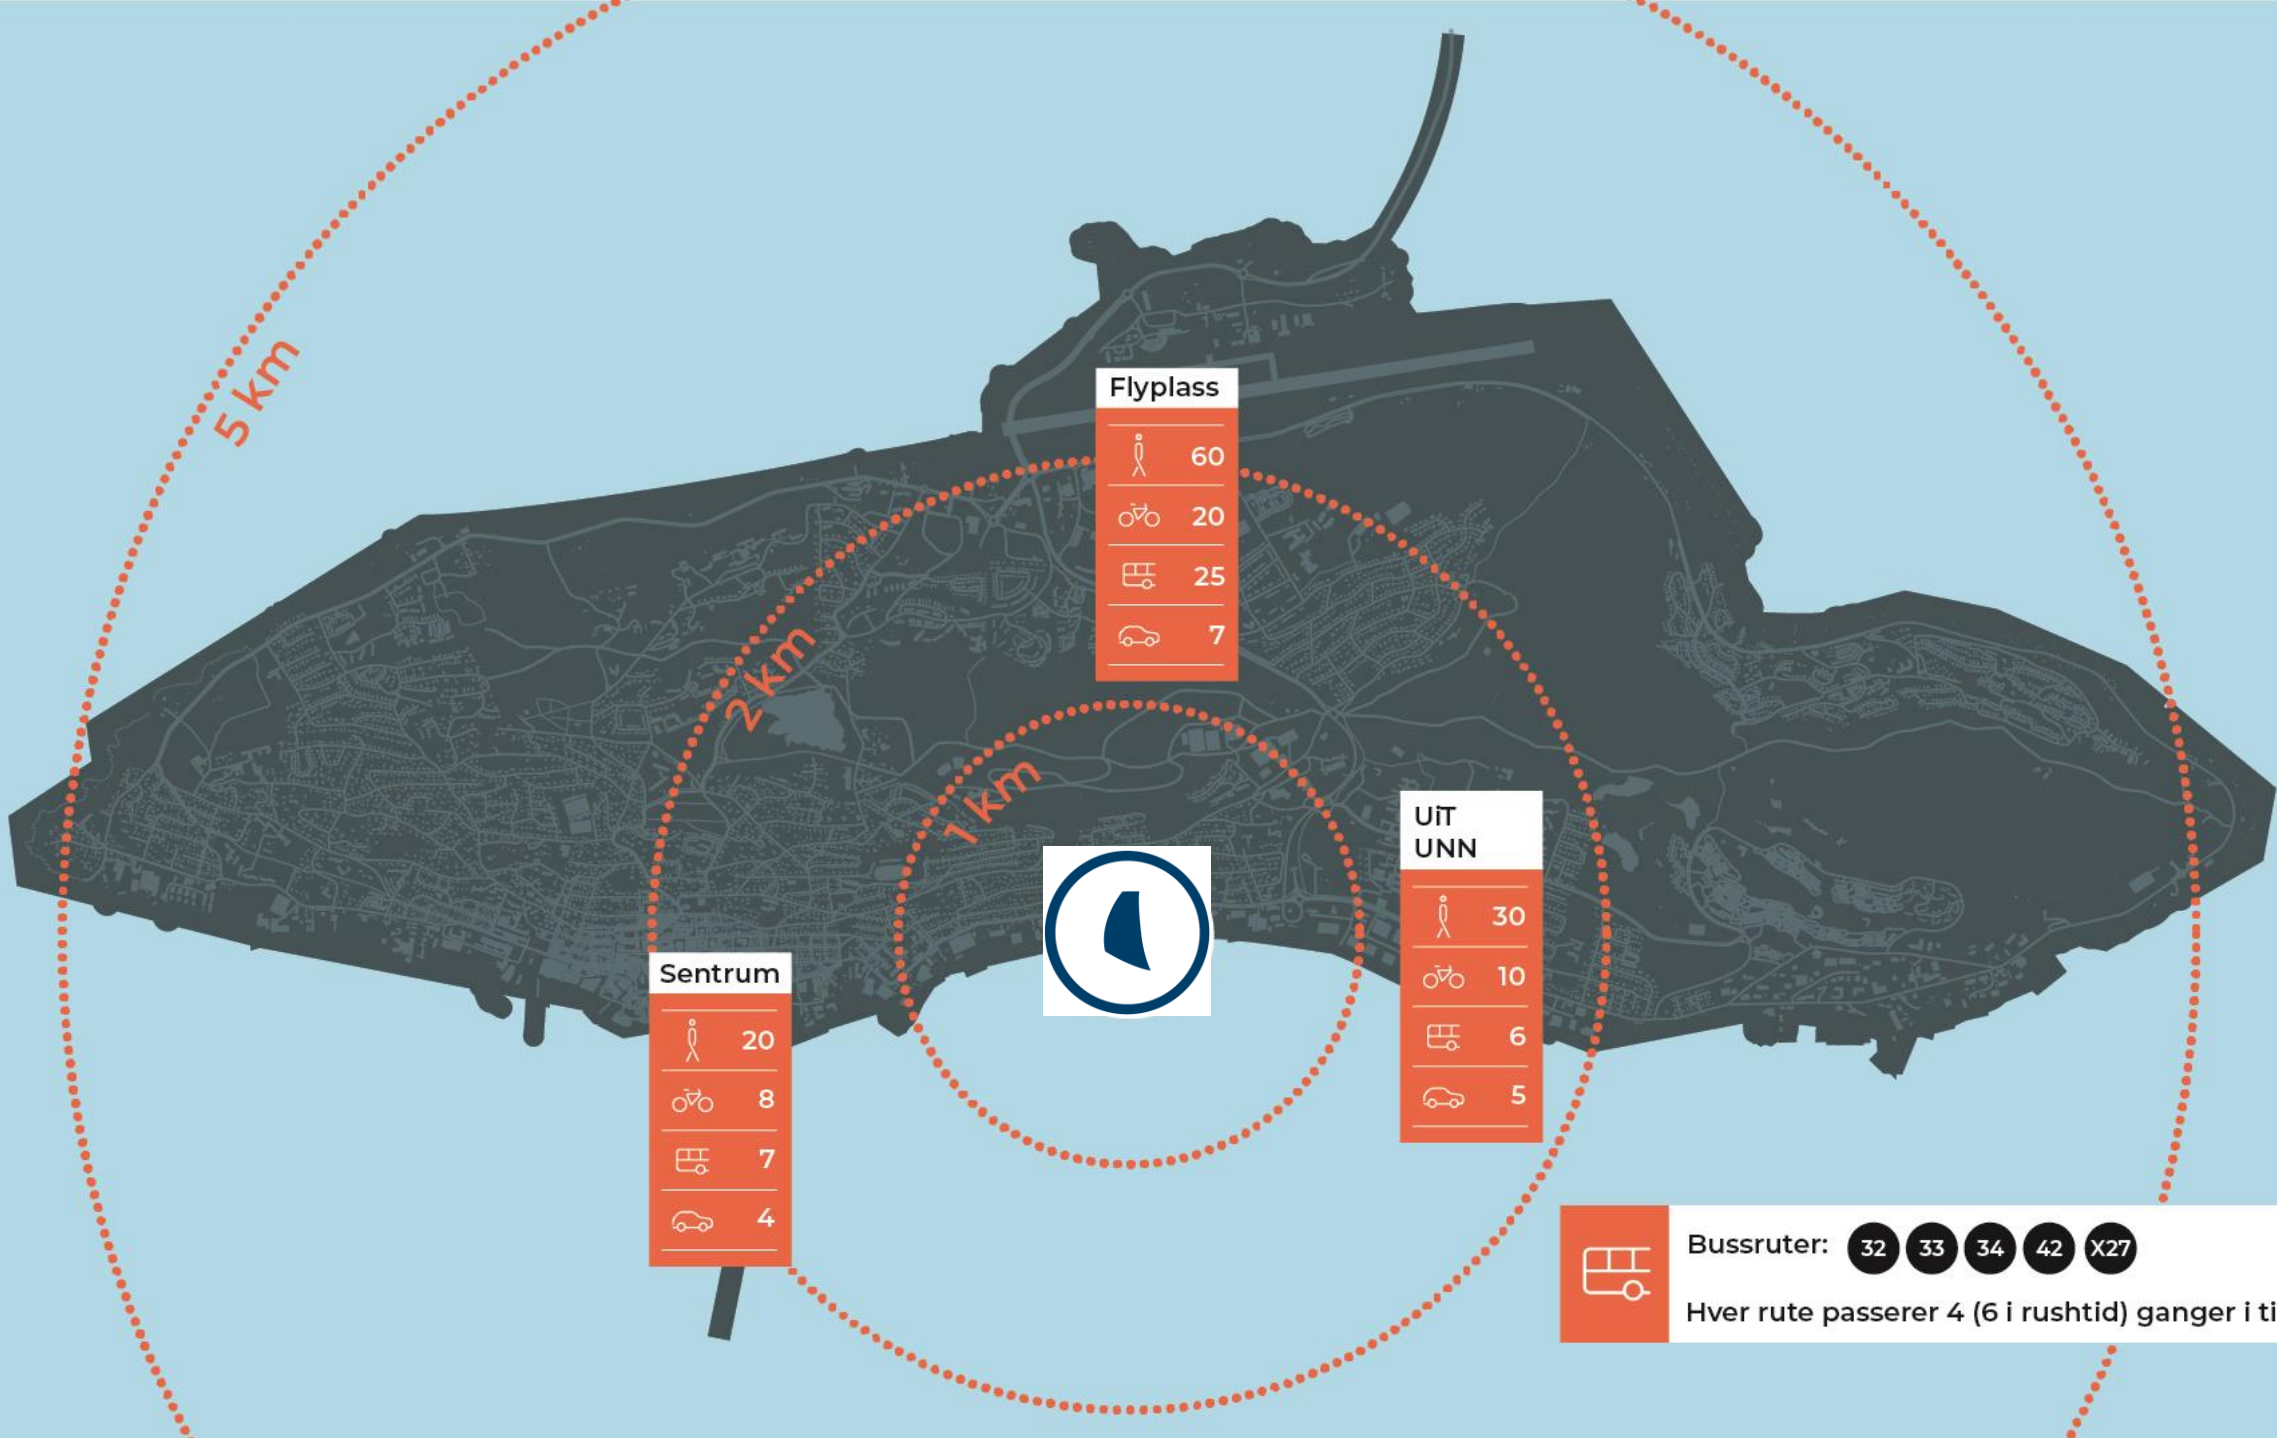 5 km
Flyplass
60
20
25
7
2 km
1 km
UiT
UNN
30
10
6
5
Sentrum
20
8
7
4
Bussruter: 32 33 34 42 X27
Hver rute passerer 4 (6 i rushtid) ganger i ti